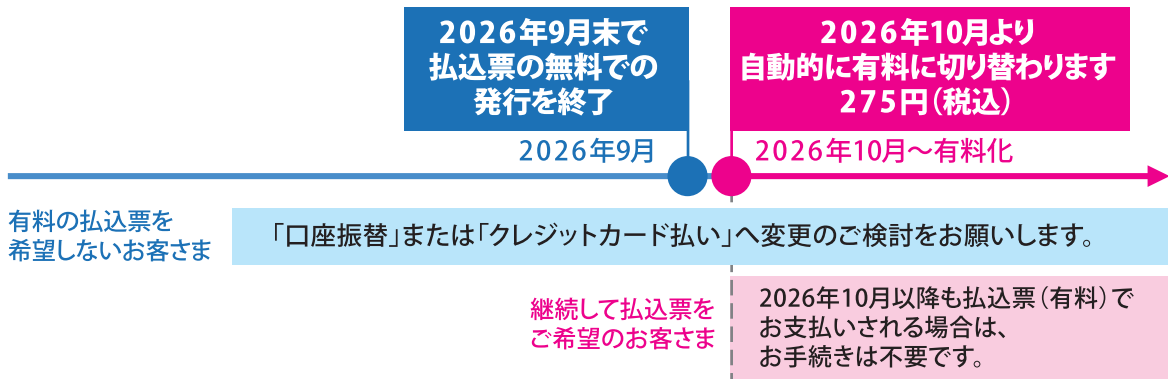 2026年9月末で
払込票の無料での
発行を終了
2026年10月より
自動的に有料に切り替わります
275円（税込）
2026年9月
2026年10月～有料化
有料の払込票を
希望しないお客さま
「口座振替」または「クレジットカード払い」へ変更のご検討をお願いします。
継続して払込票を
ご希望のお客さま
2026年10月以降も払込票（有料）で
お支払いされる場合は、
お手続きは不要です。